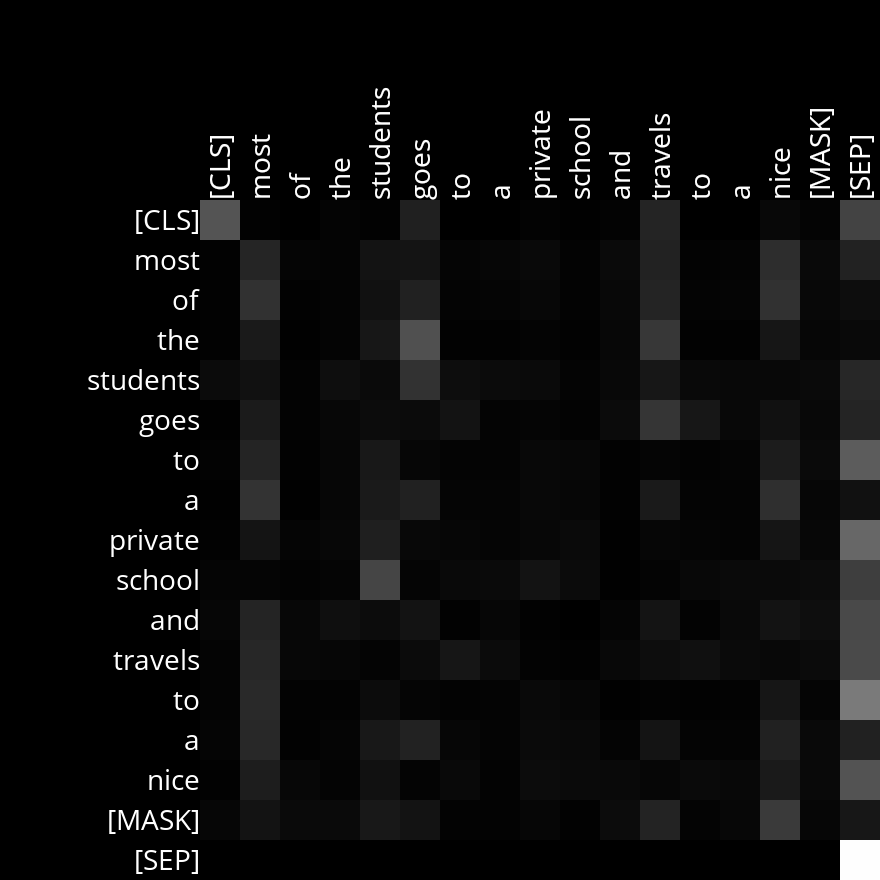 [CLS] most of the students goes to a private school and travels to a nice [MASK] [SEP]
[CLS]
most
of
the
students
goes
to
a
private
school
and
travels
to
a
nice
[MASK]
[SEP]